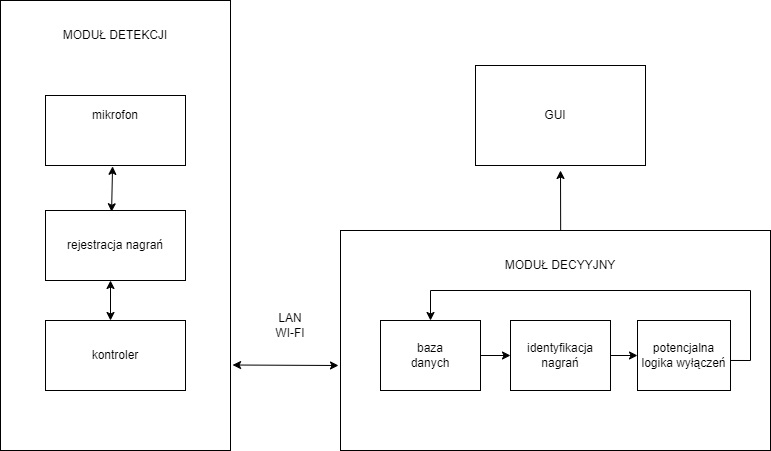 MODUŁ DETEKCJI
mikrofon
rejestracja nagrań
kontroler
LAN
WI-FI
GUI
MODUŁ DECYYJNY
baza
danych
identyfikacja
nagrań
potencjalna
logika wyłączeń